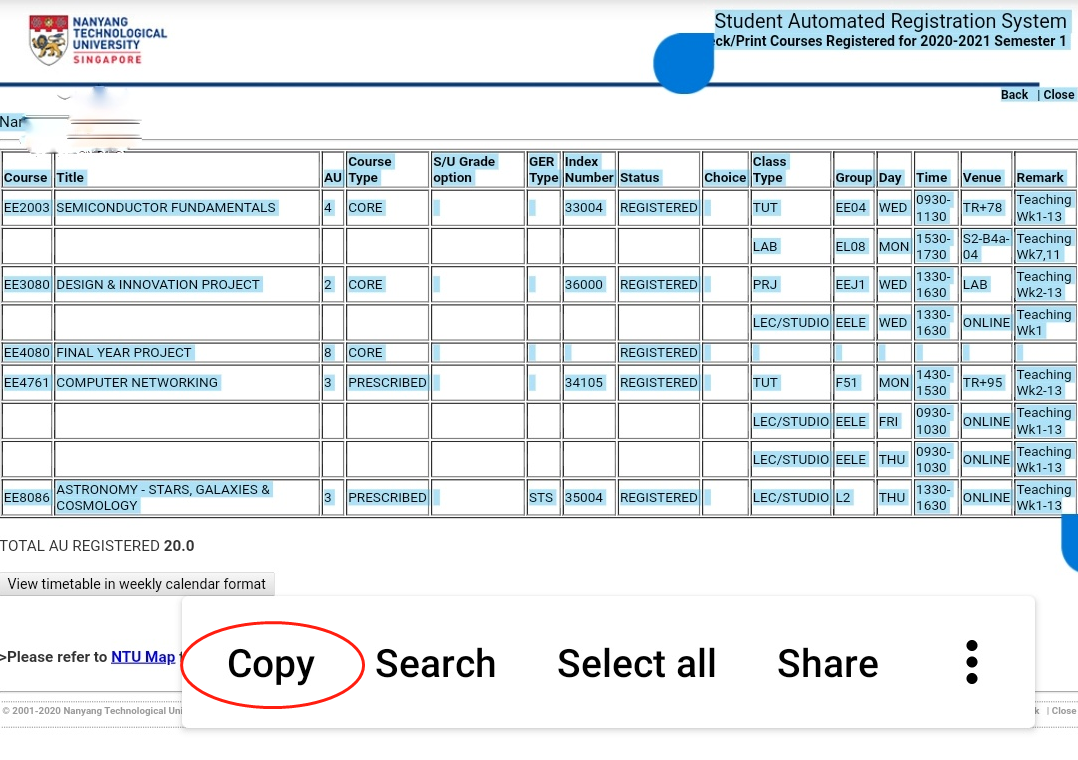 NANYANG
TECHNOLOGICAL
UNIVERSITY
SINGAPORE
Student Automated Registration System
ck/Print Courses Registered for 2020-2021 Semester 1
Back | Close
Nar
Course Title AU Course Type S/U Grade option GER Type Index Number Status Choice Class Type Group Day Time Venue Remark
EE2003 SEMICONDUCTOR FUNDAMENTALS 4 CORE 33004 REGISTERED TUT EE04 WED 0930-1130 TR+78 Teaching Wk1-13
LAB EL08 MON 1530-1730 S2-B4a-04 Teaching Wk7,11
EE3080 DESIGN & INNOVATION PROJECT 2 CORE 36000 REGISTERED PRJ EEJ1 WED 1330-1630 LAB Teaching Wk2-13
LEC/STUDIO EELE WED 1330-1630 ONLINE Teaching Wk1
EE4080 FINAL YEAR PROJECT 8 CORE REGISTERED
EE4761 COMPUTER NETWORKING 3 PRESCRIBED 34105 REGISTERED TUT F51 MON 1430-1530 TR+95 Teaching Wk2-13
LEC/STUDIO EELE FRI 0930-1030 ONLINE Teaching Wk1-13
LEC/STUDIO EELE THU 0930-1030 ONLINE Teaching Wk1-13
EE8086 ASTRONOMY - STARS, GALAXIES & COSMOLOGY 3 PRESCRIBED STS 35004 REGISTERED LEC/STUDIO L2 THU 1330-1630 ONLINE Teaching Wk1-13
TOTAL AU REGISTERED 20.0
View timetable in weekly calendar format
>Please refer to NTU Map
Copy Search Select all Share
© 2001-2020 Nanyang Technological Uni
k | Close